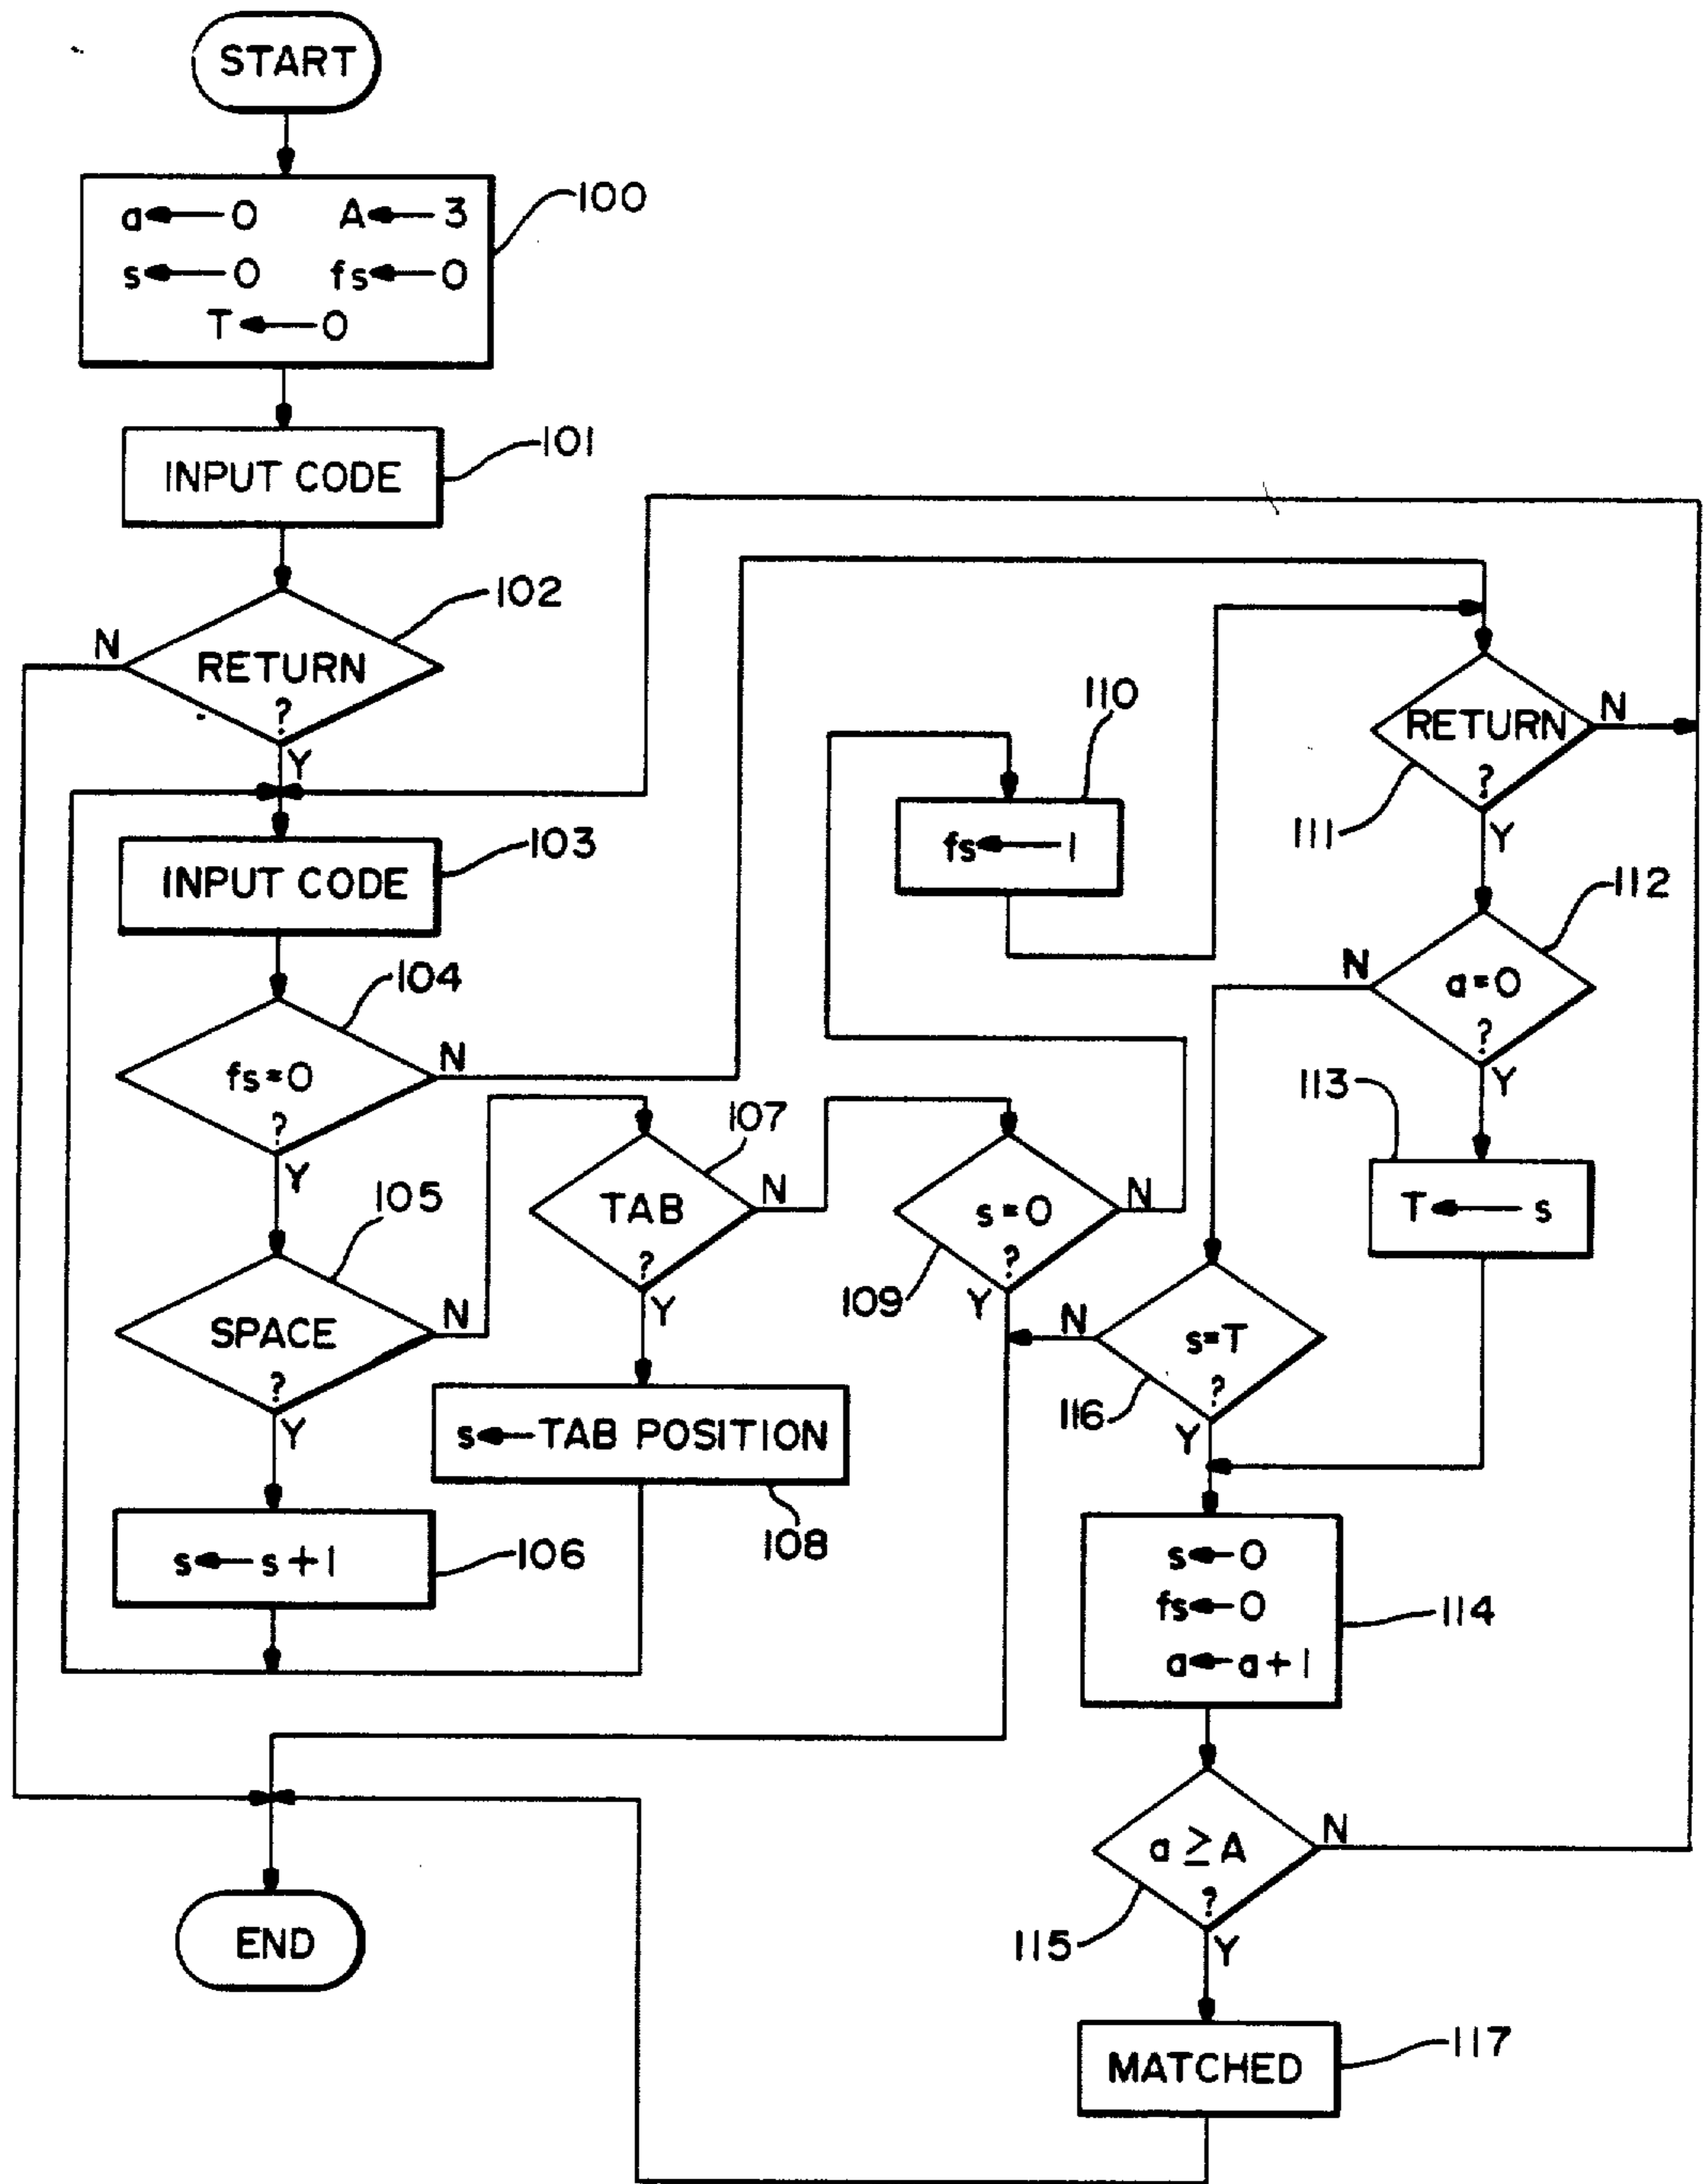 START
a ← 0 A ← 3
s ← 0 fs ← 0
T ← 0
100
INPUT CODE
101
RETURN
?
102
N
Y
INPUT CODE
103
fs = 0
?
104
N
Y
SPACE
?
105
N
Y
s ← s + 1
106
TAB
?
107
N
Y
s ← TAB POSITION
108
s = 0
?
109
N
Y
fs ← 1
110
RETURN
?
111
N
Y
a = 0
?
112
N
Y
T ← s
113
s = T
?
116
N
Y
s ← 0
fs ← 0
a ← a + 1
114
a ≥ A
?
115
N
Y
MATCHED
117
END